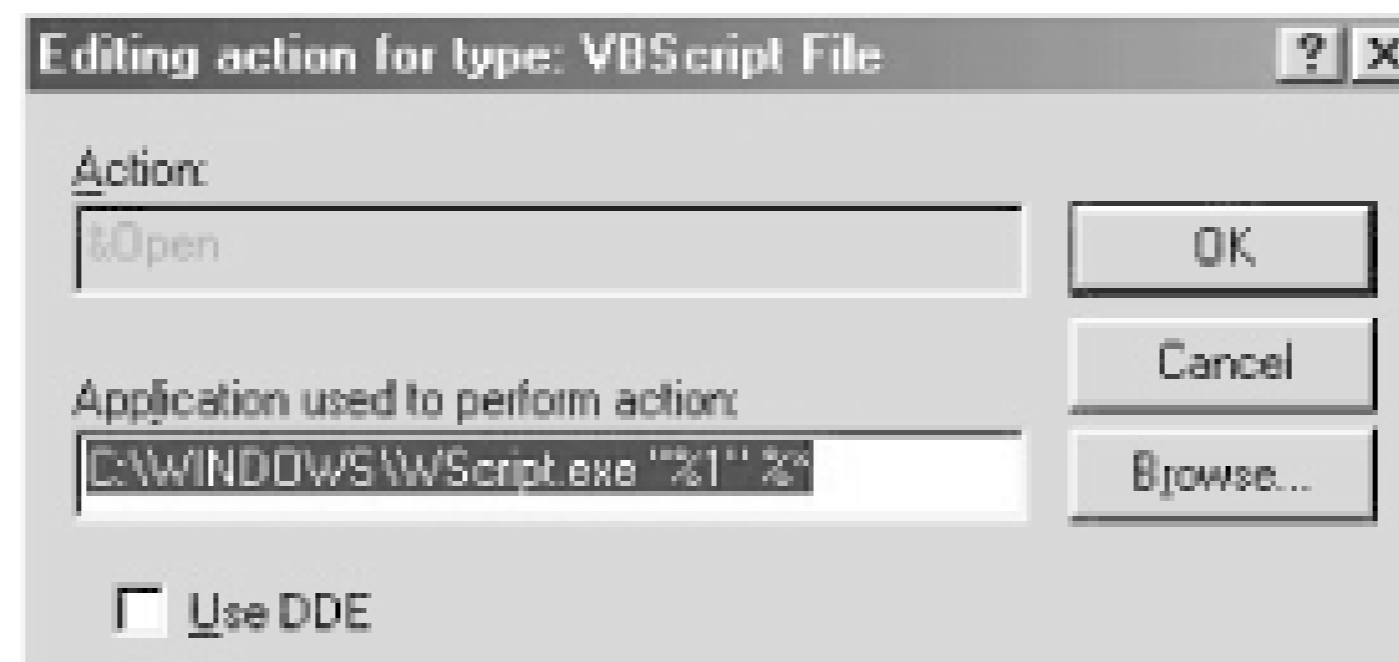 Editing action for type: VBScript File
Action:
&Open
OK
Cancel
Application used to perform action:
C:\WINDOWS\WScript.exe "%1" %*
Browse...
Use DDE